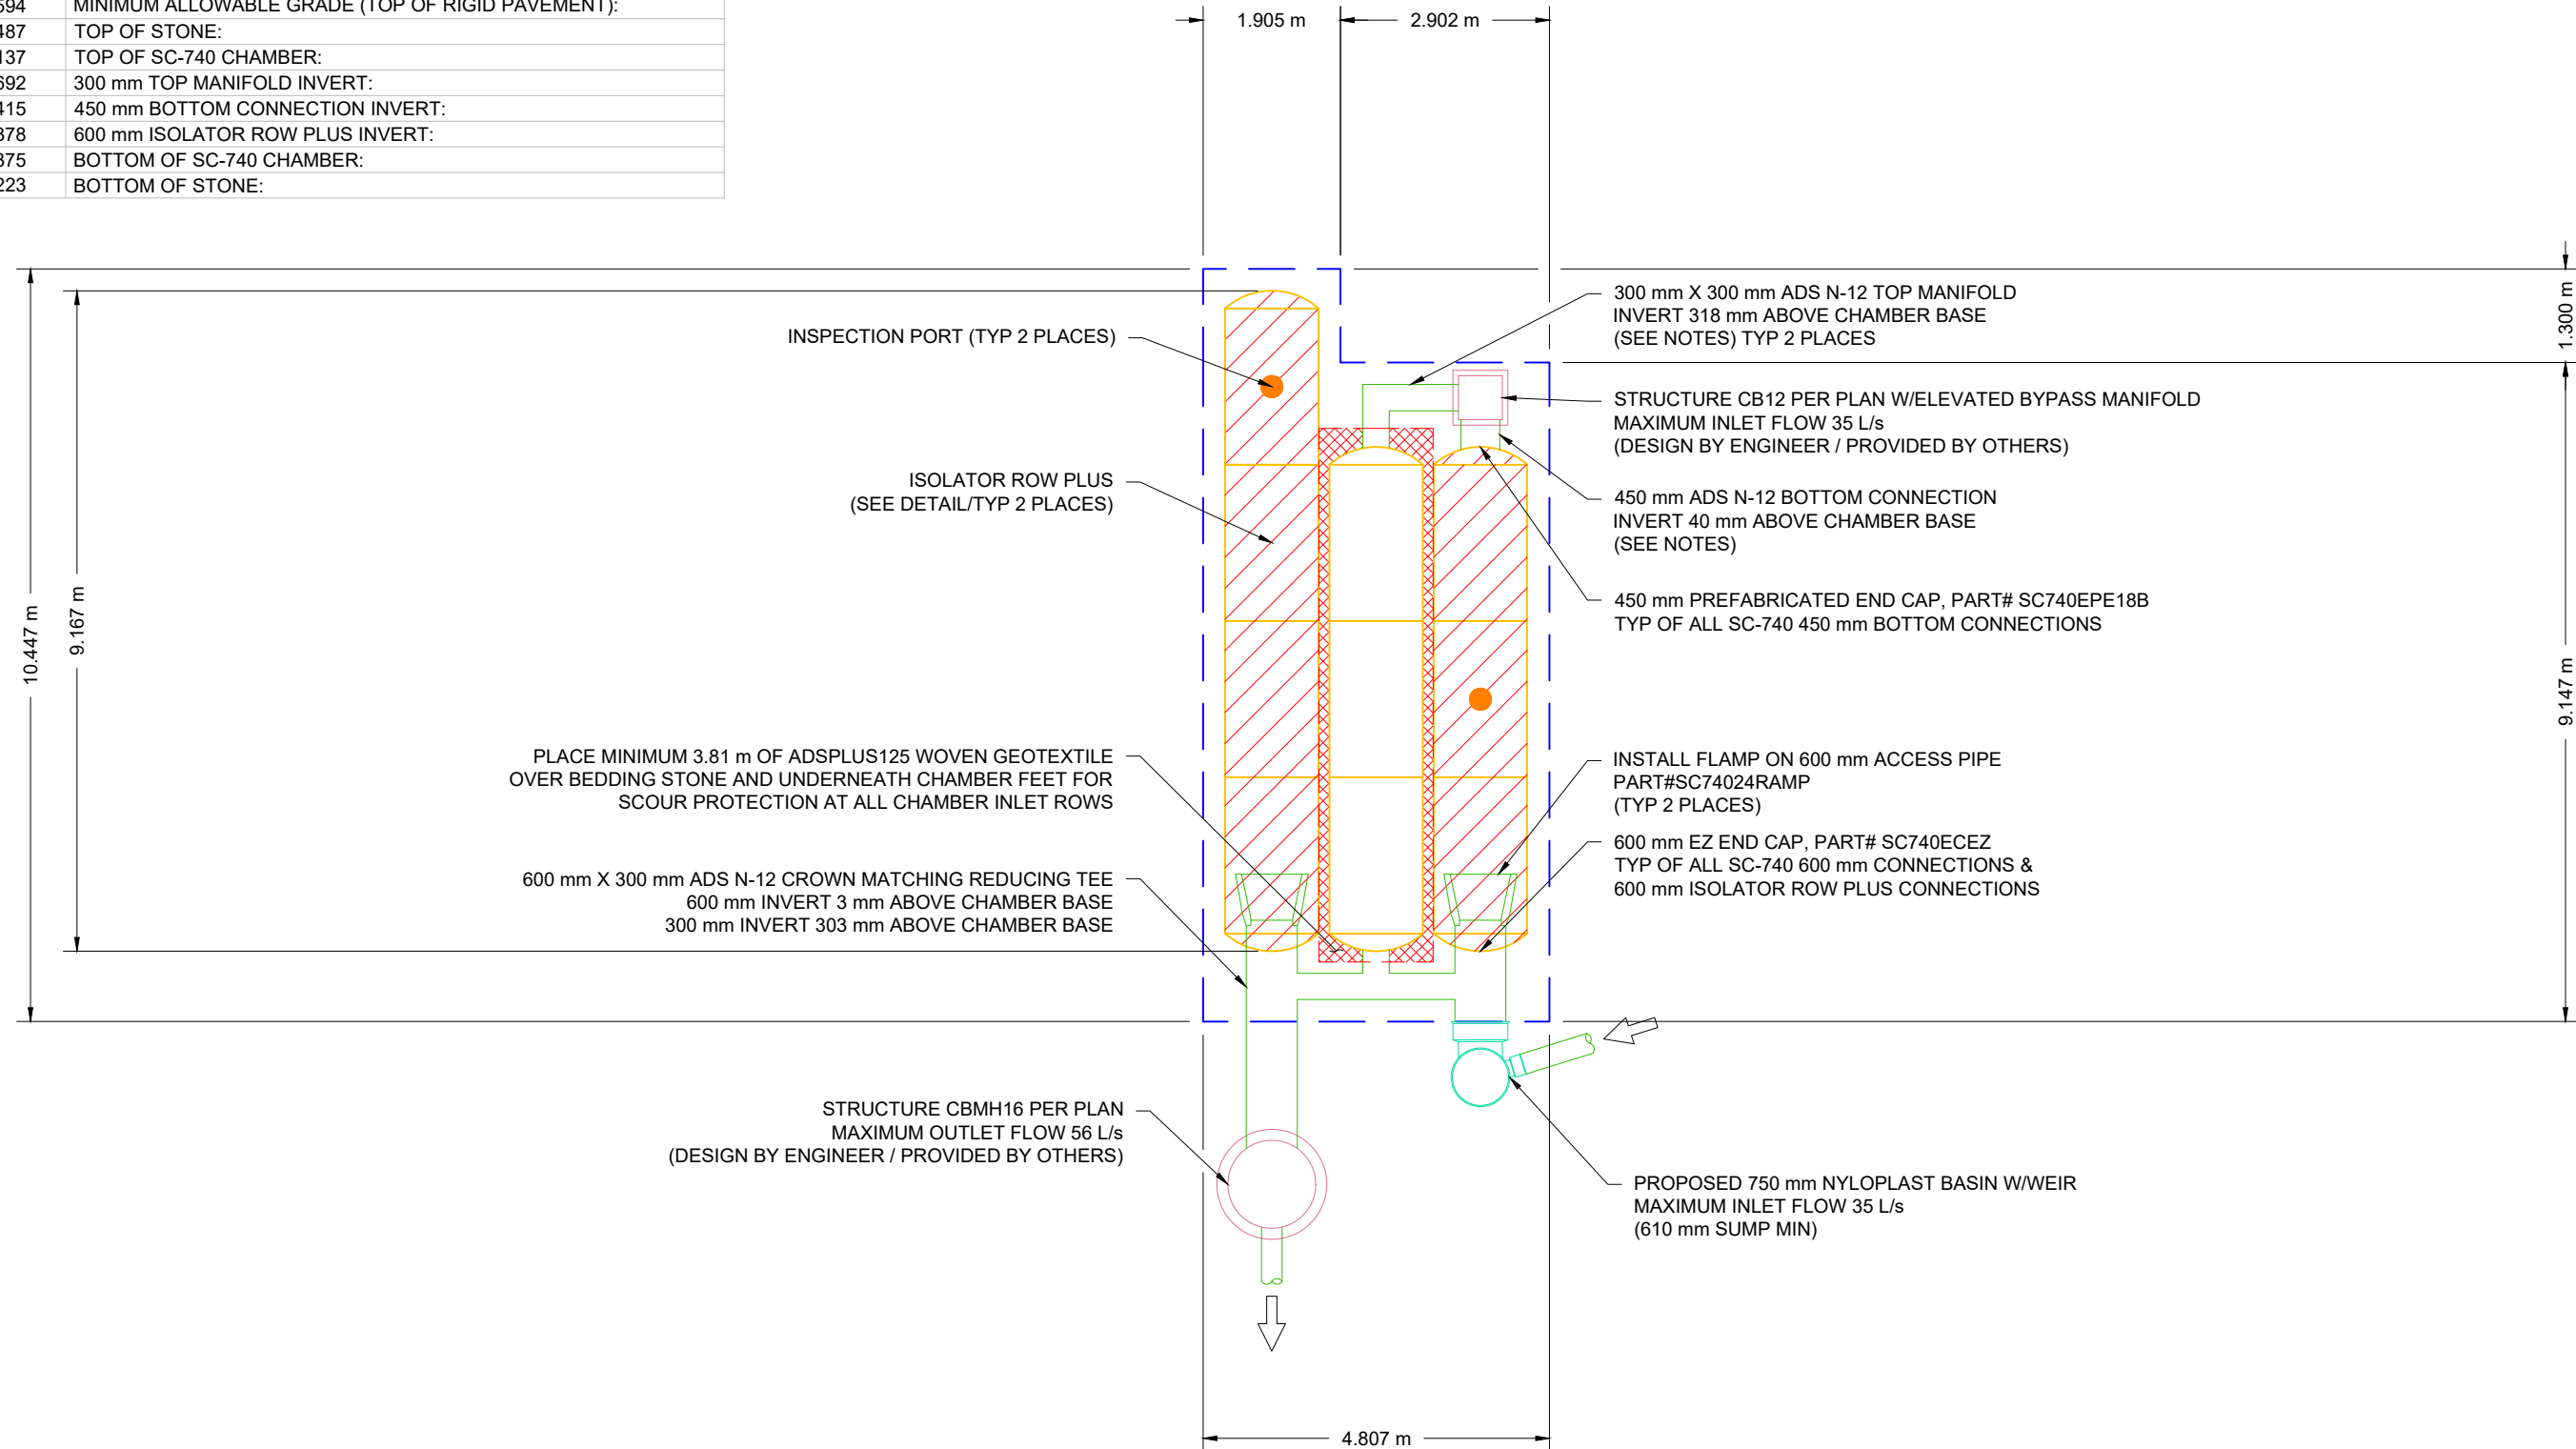 594 MINIMUM ALLOWABLE GRADE (TOP OF RIGID PAVEMENT):
487 TOP OF STONE:
137 TOP OF SC-740 CHAMBER:
692 300 mm TOP MANIFOLD INVERT:
415 450 mm BOTTOM CONNECTION INVERT:
378 600 mm ISOLATOR ROW PLUS INVERT:
375 BOTTOM OF SC-740 CHAMBER:
223 BOTTOM OF STONE:
1.905 m
2.902 m
10.447 m
9.167 m
1.300 m
9.147 m
INSPECTION PORT (TYP 2 PLACES)
ISOLATOR ROW PLUS
(SEE DETAIL/TYP 2 PLACES)
PLACE MINIMUM 3.81 m OF ADSPLUS125 WOVEN GEOTEXTILE
OVER BEDDING STONE AND UNDERNEATH CHAMBER FEET FOR
SCOUR PROTECTION AT ALL CHAMBER INLET ROWS
600 mm X 300 mm ADS N-12 CROWN MATCHING REDUCING TEE
600 mm INVERT 3 mm ABOVE CHAMBER BASE
300 mm INVERT 303 mm ABOVE CHAMBER BASE
STRUCTURE CBMH16 PER PLAN
MAXIMUM OUTLET FLOW 56 L/s
(DESIGN BY ENGINEER / PROVIDED BY OTHERS)
300 mm X 300 mm ADS N-12 TOP MANIFOLD
INVERT 318 mm ABOVE CHAMBER BASE
(SEE NOTES) TYP 2 PLACES
STRUCTURE CB12 PER PLAN W/ELEVATED BYPASS MANIFOLD
MAXIMUM INLET FLOW 35 L/s
(DESIGN BY ENGINEER / PROVIDED BY OTHERS)
450 mm ADS N-12 BOTTOM CONNECTION
INVERT 40 mm ABOVE CHAMBER BASE
(SEE NOTES)
450 mm PREFABRICATED END CAP, PART# SC740EPE18B
TYP OF ALL SC-740 450 mm BOTTOM CONNECTIONS
INSTALL FLAMP ON 600 mm ACCESS PIPE
PART#SC74024RAMP
(TYP 2 PLACES)
600 mm EZ END CAP, PART# SC740ECEZ
TYP OF ALL SC-740 600 mm CONNECTIONS &
600 mm ISOLATOR ROW PLUS CONNECTIONS
PROPOSED 750 mm NYLOPLAST BASIN W/WEIR
MAXIMUM INLET FLOW 35 L/s
(610 mm SUMP MIN)
4.807 m